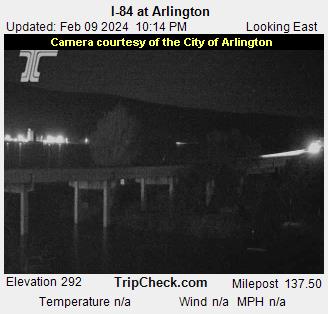 I-84 at Arlington
Updated: Feb 09 2024 10:14 PM Looking East
Camera courtesy of the City of Arlington
Elevation 292 TripCheck.com Milepost 137.50
Temperature n/a Wind n/a MPH n/a